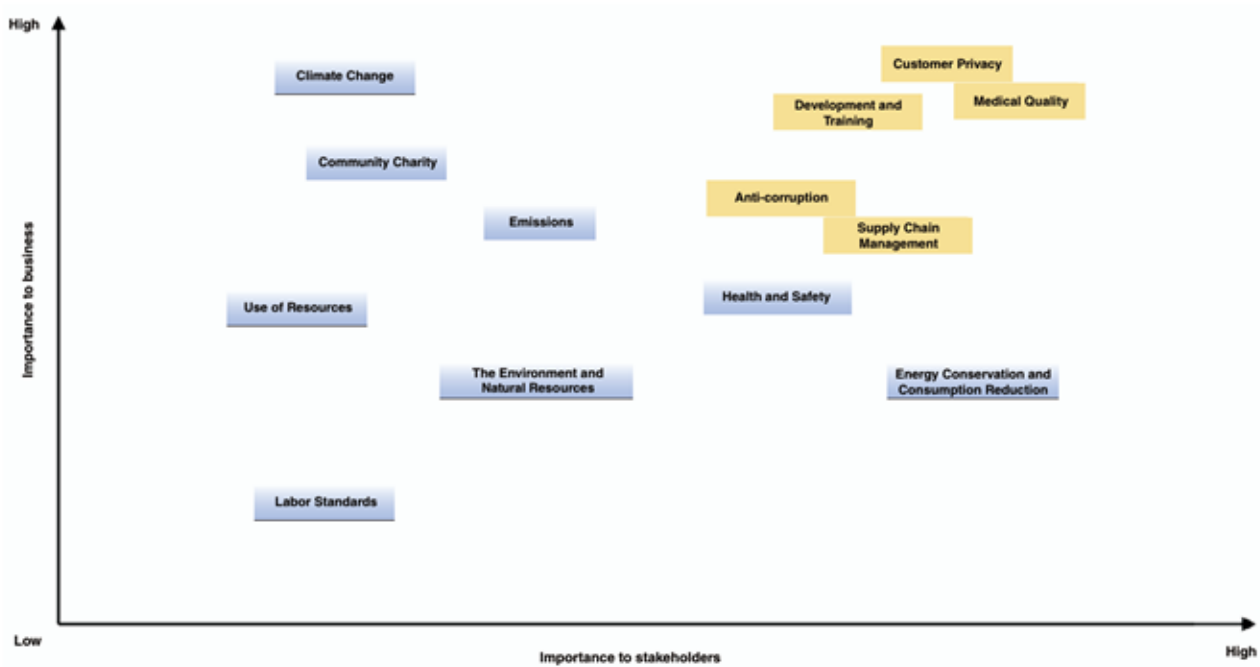 High
Customer Privacy
Climate Change
Medical Quality
Development and
Training
Community Charity
Anti-corruption
Emissions
Supply Chain
Management
Importance to business
Health and Safety
Use of Resources
The Environment and
Natural Resources
Energy Conservation and
Consumption Reduction
Labor Standards
Low
Importance to stakeholders
High